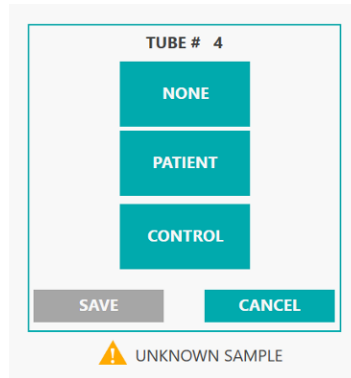 TUBE # 4
NONE
PATIENT
CONTROL
SAVE CANCEL
UNKNOWN SAMPLE